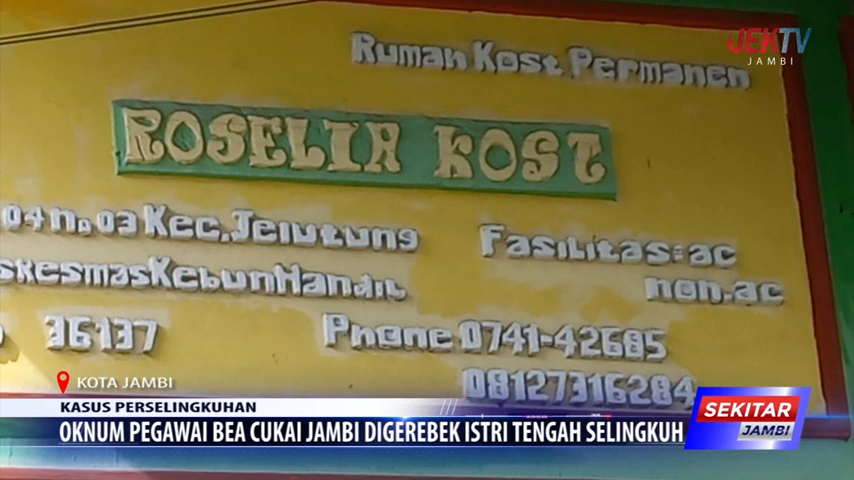 JEKTV
JAMBI
Rumah Kost Permanen
ROSELIA KOST
04 no 03 Kec. Jelutung
Fasilitas: ac
skesmas Kebun Handil
non.ac
36137
Phone 0741-42685
08127316284
KOTA JAMBI
KASUS PERSELINGKUHAN
OKNUM PEGAWAI BEA CUKAI JAMBI DIGEREBEK ISTRI TENGAH SELINGKUH
SEKITAR
JAMBI